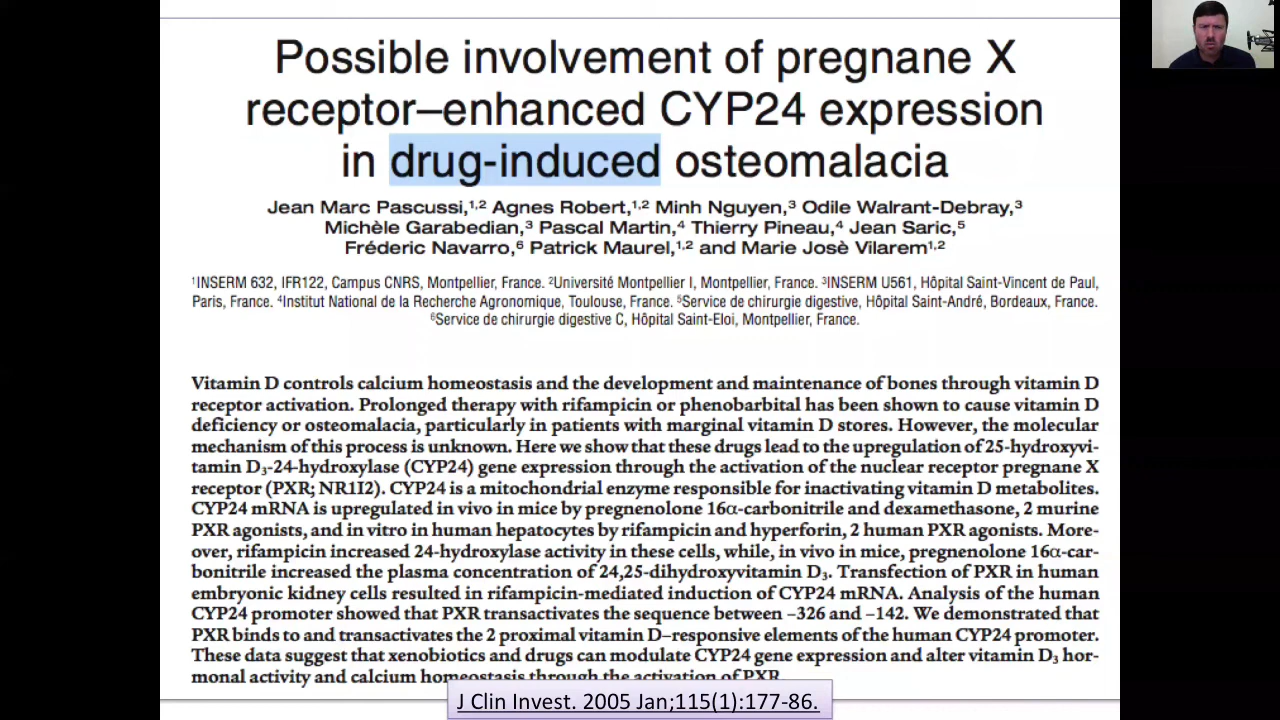 Possible involvement of pregnane X
receptor–enhanced CYP24 expression
in drug-induced osteomalacia
Jean Marc Pascussi,¹,² Agnes Robert,¹,² Minh Nguyen,³ Odile Walrant-Debray,³
Michèle Garabedian,³ Pascal Martin,⁴ Thierry Pineau,⁴ Jean Saric,⁵
Fréderic Navarro,⁶ Patrick Maurel,¹,² and Marie Josè Vilarem¹,²
¹INSERM 632, IFR122, Campus CNRS, Montpellier, France. ²Université Montpellier I, Montpellier, France. ³INSERM U561, Hôpital Saint-Vincent de Paul,
Paris, France. ⁴Institut National de la Recherche Agronomique, Toulouse, France. ⁵Service de chirurgie digestive, Hôpital Saint-André, Bordeaux, France.
⁶Service de chirurgie digestive C, Hôpital Saint-Eloi, Montpellier, France.
Vitamin D controls calcium homeostasis and the development and maintenance of bones through vitamin D
receptor activation. Prolonged therapy with rifampicin or phenobarbital has been shown to cause vitamin D
deficiency or osteomalacia, particularly in patients with marginal vitamin D stores. However, the molecular
mechanism of this process is unknown. Here we show that these drugs lead to the upregulation of 25-hydroxyvi-
tamin D₃-24-hydroxylase (CYP24) gene expression through the activation of the nuclear receptor pregnane X
receptor (PXR; NR1I2). CYP24 is a mitochondrial enzyme responsible for inactivating vitamin D metabolites.
CYP24 mRNA is upregulated in vivo in mice by pregnenolone 16α-carbonitrile and dexamethasone, 2 murine
PXR agonists, and in vitro in human hepatocytes by rifampicin and hyperforin, 2 human PXR agonists. More-
over, rifampicin increased 24-hydroxylase activity in these cells, while, in vivo in mice, pregnenolone 16α-car-
bonitrile increased the plasma concentration of 24,25-dihydroxyvitamin D₃. Transfection of PXR in human
embryonic kidney cells resulted in rifampicin-mediated induction of CYP24 mRNA. Analysis of the human
CYP24 promoter showed that PXR transactivates the sequence between –326 and –142. We demonstrated that
PXR binds to and transactivates the 2 proximal vitamin D–responsive elements of the human CYP24 promoter.
These data suggest that xenobiotics and drugs can modulate CYP24 gene expression and alter vitamin D₃ hor-
monal activity and calcium homeostasis through the activation of PXR.
J Clin Invest. 2005 Jan;115(1):177-86.